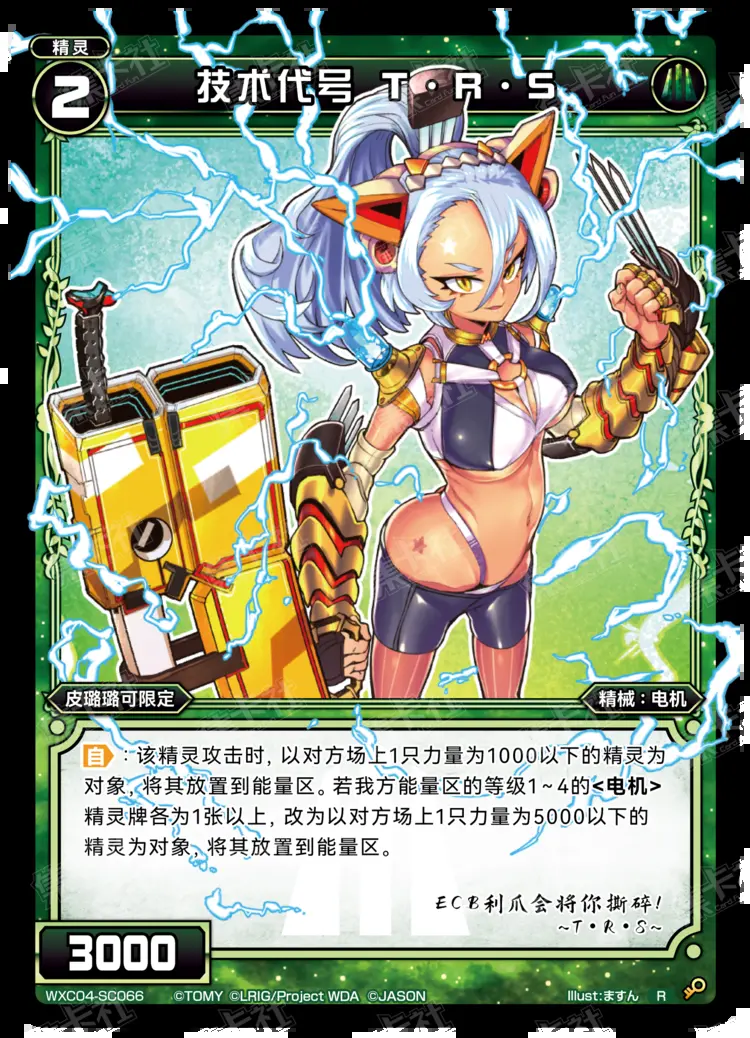 精灵
2
技术代号 T・R・S
皮璐璐可限定
精械：电机
自：该精灵攻击时，以对方场上1只力量为1000以下的精灵为
对象，将其放置到能量区。若我方能量区的等级1~4的<电机>
精灵牌各为1张以上，改为以对方场上1只力量为5000以下的
精灵为对象，将其放置到能量区。
ECB利爪会将你撕碎！
~T・R・S~
3000
WXC04-SC066 ©TOMY ©LRIG/Project WDA ©JASON Illust:ますん R